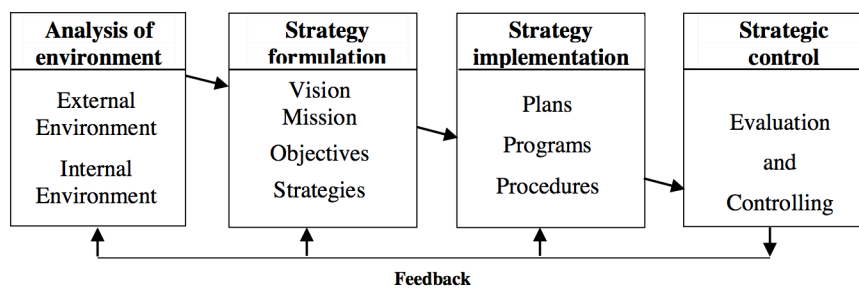 Analysis of
environment
External
Environment
Internal
Environment
Strategy
formulation
Vision
Mission
Objectives
Strategies
Strategy
implementation
Plans
Programs
Procedures
Strategic
control
Evaluation
and
Controlling
Feedback